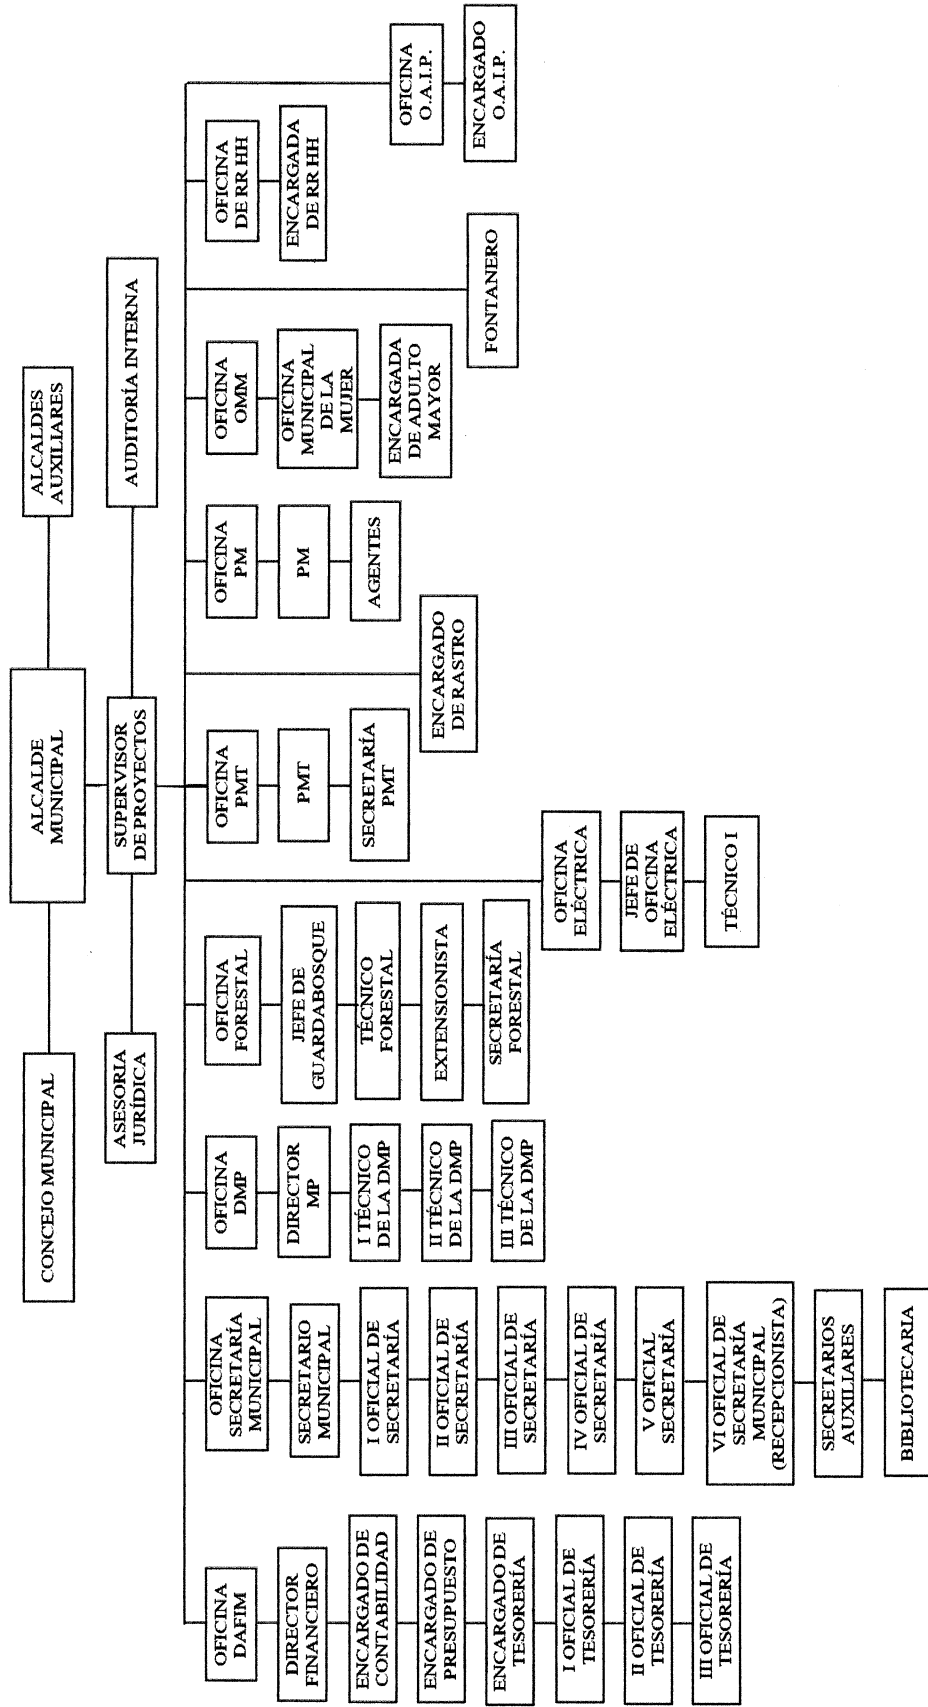 CONCEJO MUNICIPAL
ALCALDE
MUNICIPAL
ALCALDES
AUXILIARES
ASESORIA
JURÍDICA
SUPERVISOR
DE PROYECTOS
AUDITORÍA INTERNA
OFICINA
DAFIM
DIRECTOR
FINANCIERO
ENCARGADO DE
CONTABILIDAD
ENCARGADO DE
PRESUPUESTO
ENCARGADO DE
TESORERÍA
I OFICIAL DE
TESORERÍA
II OFICIAL DE
TESORERÍA
III OFICIAL DE
TESORERÍA
OFICINA
SECRETARÍA
MUNICIPAL
SECRETARIO
MUNICIPAL
I OFICIAL DE
SECRETARÍA
II OFICIAL DE
SECRETARÍA
III OFICIAL DE
SECRETARÍA
IV OFICIAL DE
SECRETARÍA
V OFICIAL
SECRETARÍA
VI OFICIAL DE
SECRETARÍA
MUNICIPAL
(RECEPCIONISTA)
SECRETARIOS
AUXILIARES
BIBLIOTECARIA
OFICINA
DMP
DIRECTOR
MP
I TÉCNICO
DE LA DMP
II TÉCNICO
DE LA DMP
III TÉCNICO
DE LA DMP
OFICINA
FORESTAL
JEFE DE
GUARDABOSQUE
TÉCNICO
FORESTAL
EXTENSIONISTA
SECRETARÍA
FORESTAL
OFICINA
ELÉCTRICA
JEFE DE
OFICINA
ELÉCTRICA
TÉCNICO I
OFICINA
PMT
PMT
SECRETARÍA
PMT
ENCARGADO
DE RASTRO
OFICINA
PM
PM
AGENTES
OFICINA
OMM
OFICINA
MUNICIPAL
DE LA
MUJER
ENCARGADA
DE ADULTO
MAYOR
FONTANERO
OFICINA
DE RR HH
ENCARGADA
DE RR HH
OFICINA
O.A.I.P.
ENCARGADO
O.A.I.P.